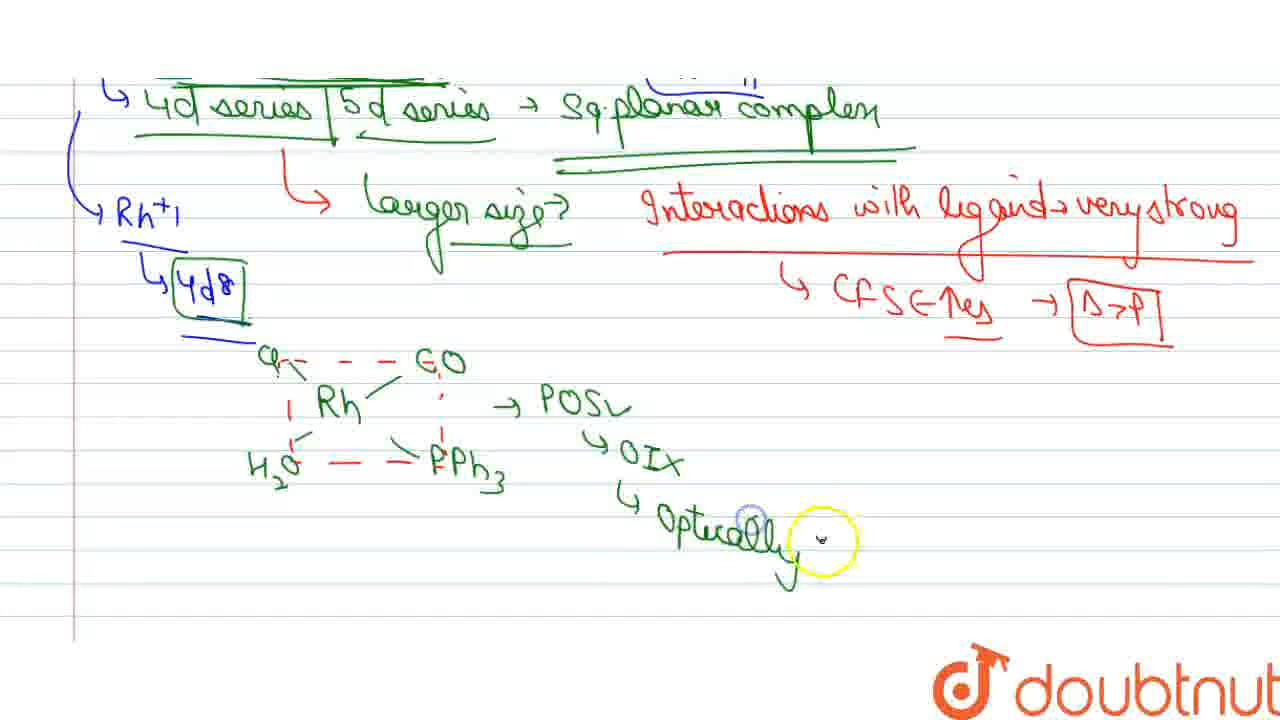 4d series | 5d series → Sq. planar complex
Rh+1
larger size →
Interactions with ligand → very strong
4d8
CFSE ↑es → Δ>P
Cl CO
Rh → POS✓
H2O PPh3
OIX
Optically
doubtnut